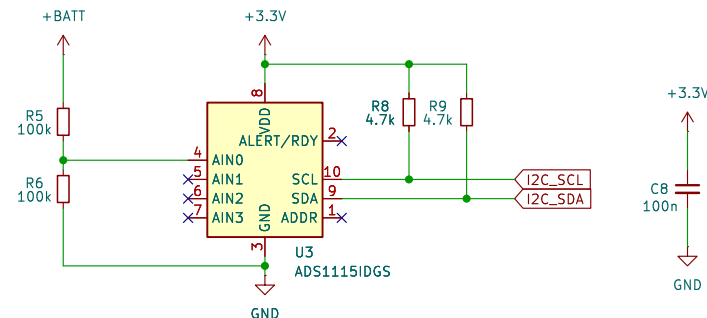 +BATT
+3.3V
+3.3V
R5
100k
R6
100k
8
VDD
ALERT/RDY
2
4
AIN0
5
AIN1
6
AIN2
7
AIN3
SCL
10
SDA
9
ADDR
1
GND
3
R8
4.7k
R9
4.7k
I2C_SCL
I2C_SDA
C8
100n
U3
ADS1115IDGS
GND
GND